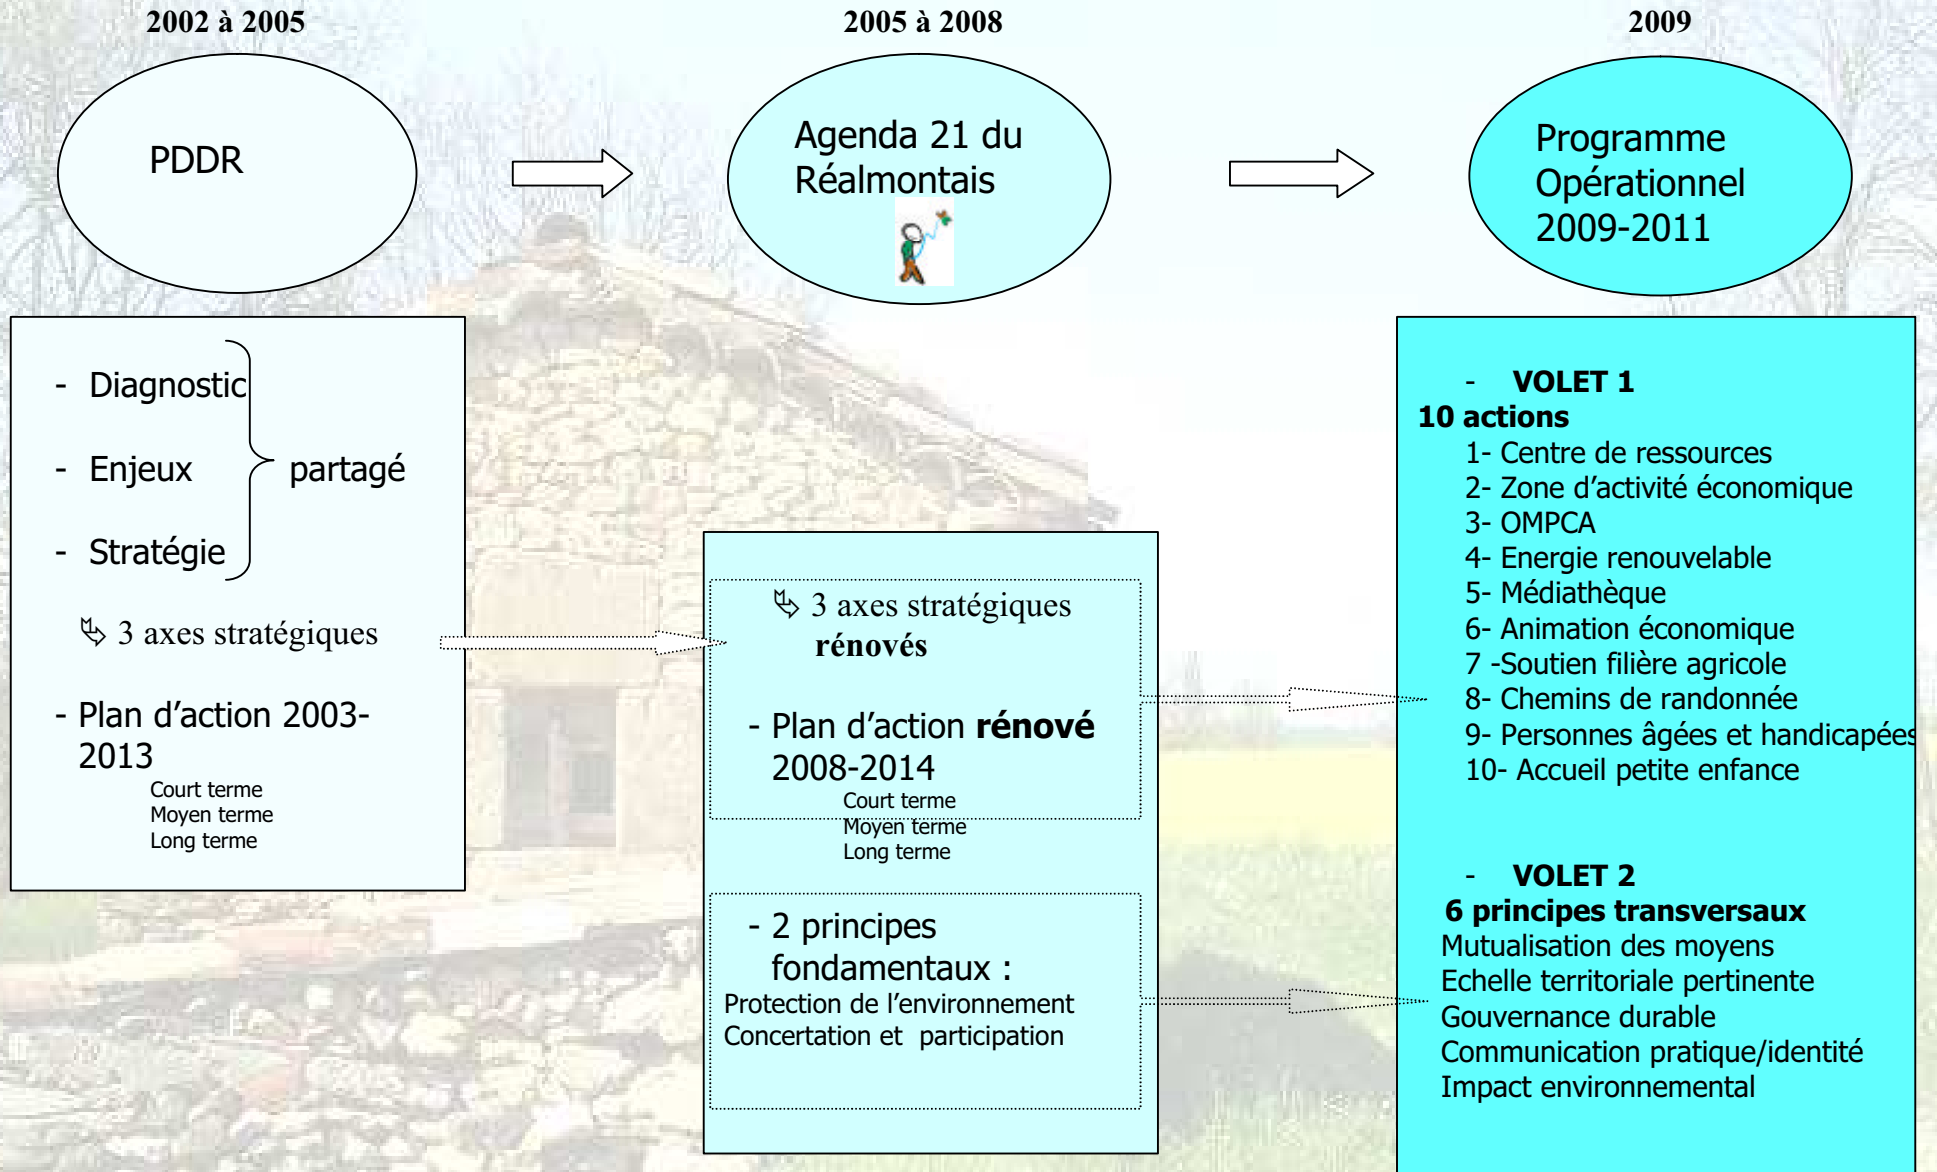 2002 à 2005
2005 à 2008
2009
PDDR
Agenda 21 du
Réalmontais
Programme
Opérationnel
2009-2011
- Diagnostic
- Enjeux
partagé
- Stratégie
↳ 3 axes stratégiques
- Plan d’action 2003-
2013
Court terme
Moyen terme
Long terme
↳ 3 axes stratégiques
rénovés
- Plan d’action rénové
2008-2014
Court terme
Moyen terme
Long terme
- 2 principes
fondamentaux :
Protection de l’environnement
Concertation et participation
- VOLET 1
10 actions
1- Centre de ressources
2- Zone d’activité économique
3- OMPCA
4- Energie renouvelable
5- Médiathèque
6- Animation économique
7 -Soutien filière agricole
8- Chemins de randonnée
9- Personnes âgées et handicapées
10- Accueil petite enfance
- VOLET 2
6 principes transversaux
Mutualisation des moyens
Echelle territoriale pertinente
Gouvernance durable
Communication pratique/identité
Impact environnemental